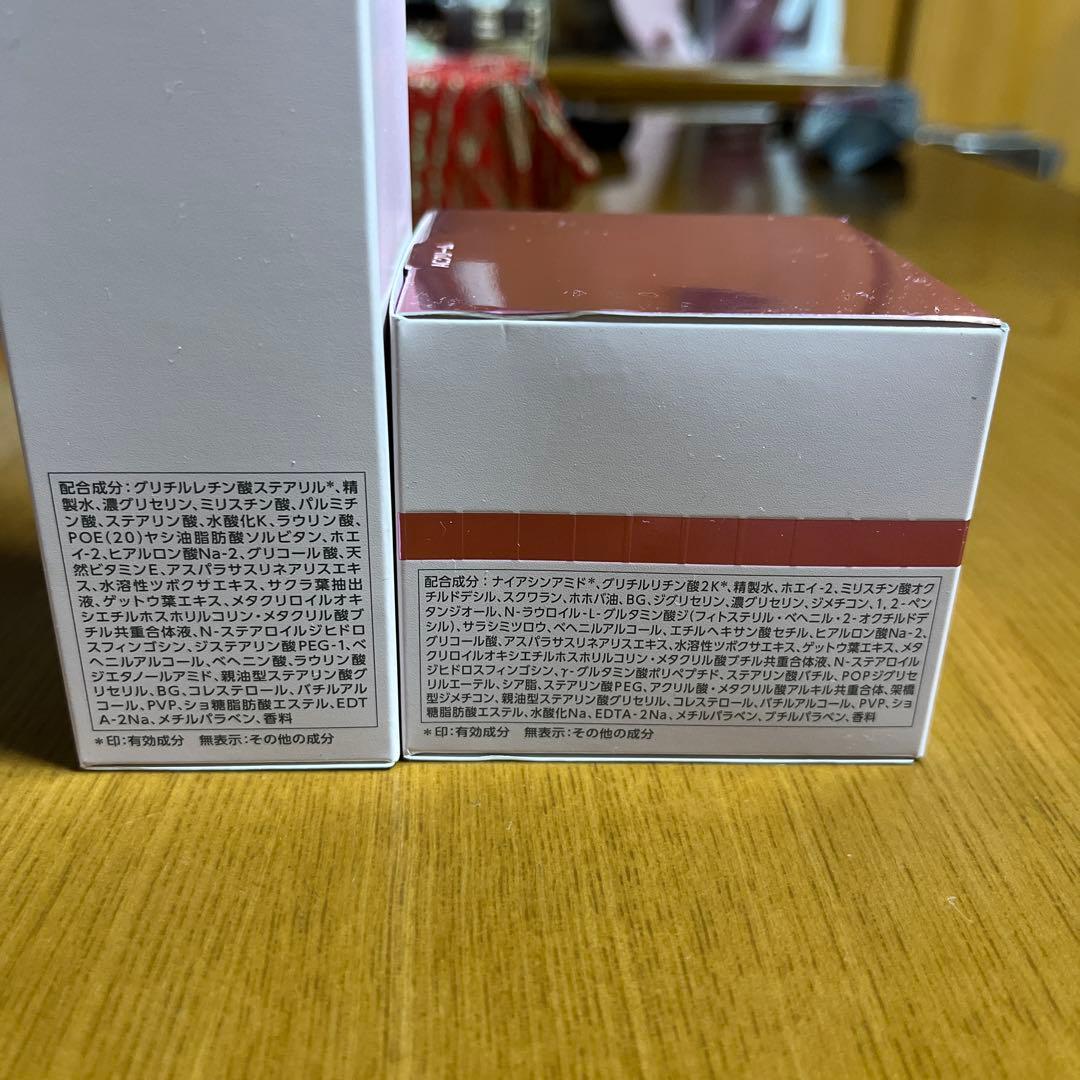 配合成分：グリチルレチン酸ステアリル*、精
製水、濃グリセリン、ミリスチン酸、パルミチ
ン酸、ステアリン酸、水酸化K、ラウリン酸、
POE(20)ヤシ油脂肪酸ソルビタン、ホエ
イ-2、ヒアルロン酸Na-2、グリコール酸、天
然ビタミンE、アスパラサスリネアリスエキス
、水溶性ツボクサエキス、サクラ葉抽出
液、ゲットウ葉エキス、メタクリロイルオキ
シエチルホスホリルコリン・メタクリル酸ブ
チル共重合体液、N-ステアロイルジヒドロ
スフィンゴシン、ジステアリン酸PEG-1、ベ
ヘニルアルコール、ベヘニン酸、ラウリン酸
ジエタノールアミド、親油型ステアリン酸グ
リセリル、BG、コレステロール、バチルアル
コール、PVP、ショ糖脂肪酸エステル、EDT
A-2Na、メチルパラベン、香料
*印：有効成分　無表示：その他の成分
配合成分：ナイアシンアミド*、グリチルリチン酸2K*、精製水、ホエイ-2、ミリスチン酸オク
チルドデシル、スクワラン、ホホバ油、BG、ジグリセリン、濃グリセリン、ジメチコン、1,2-ペン
タンジオール、N-ラウロイル-L-グルタミン酸ジ(フィトステリル・ベヘニル・2-オクチルドデ
シル)、サラシミツロウ、ベヘニルアルコール、エチルヘキサン酸セチル、ヒアルロン酸Na-2、
グリコール酸、アスパラサスリネアリスエキス、水溶性ツボクサエキス、ゲットウ葉エキス、メタ
クリロイルオキシエチルホスホリルコリン・メタクリル酸ブチル共重合体液、N-ステアロイル
ジヒドロスフィンゴシン、γ-グルタミン酸ポリペプチド、ステアリン酸バチル、POPジグリセ
リルエーテル、シア脂、ステアリン酸PEG、アクリル酸・メタクリル酸アルキル共重合体、架橋
型ジメチコン、親油型ステアリン酸グリセリル、コレステロール、バチルアルコール、PVP、ショ
糖脂肪酸エステル、水酸化Na、EDTA-2Na、メチルパラベン、ブチルパラベン、香料
*印：有効成分　無表示：その他の成分